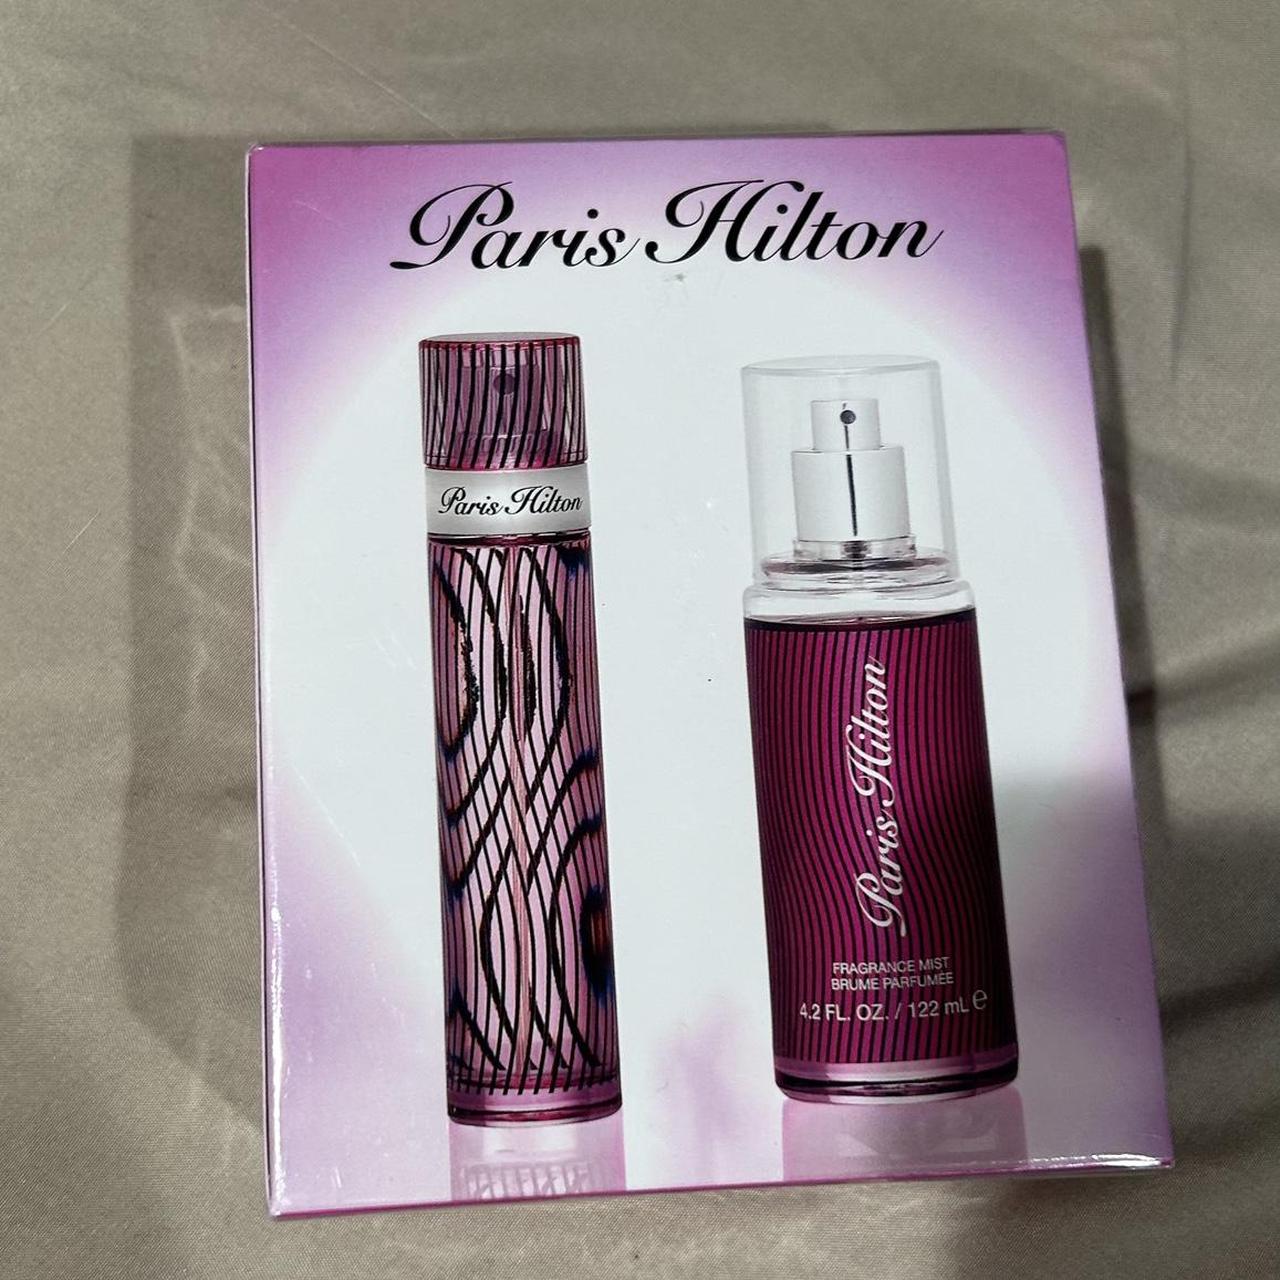 Paris Hilton
Paris Hilton
Paris Hilton
FRAGRANCE MIST
BRUME PARFUMÉE
4.2 FL. OZ. / 122 mL e